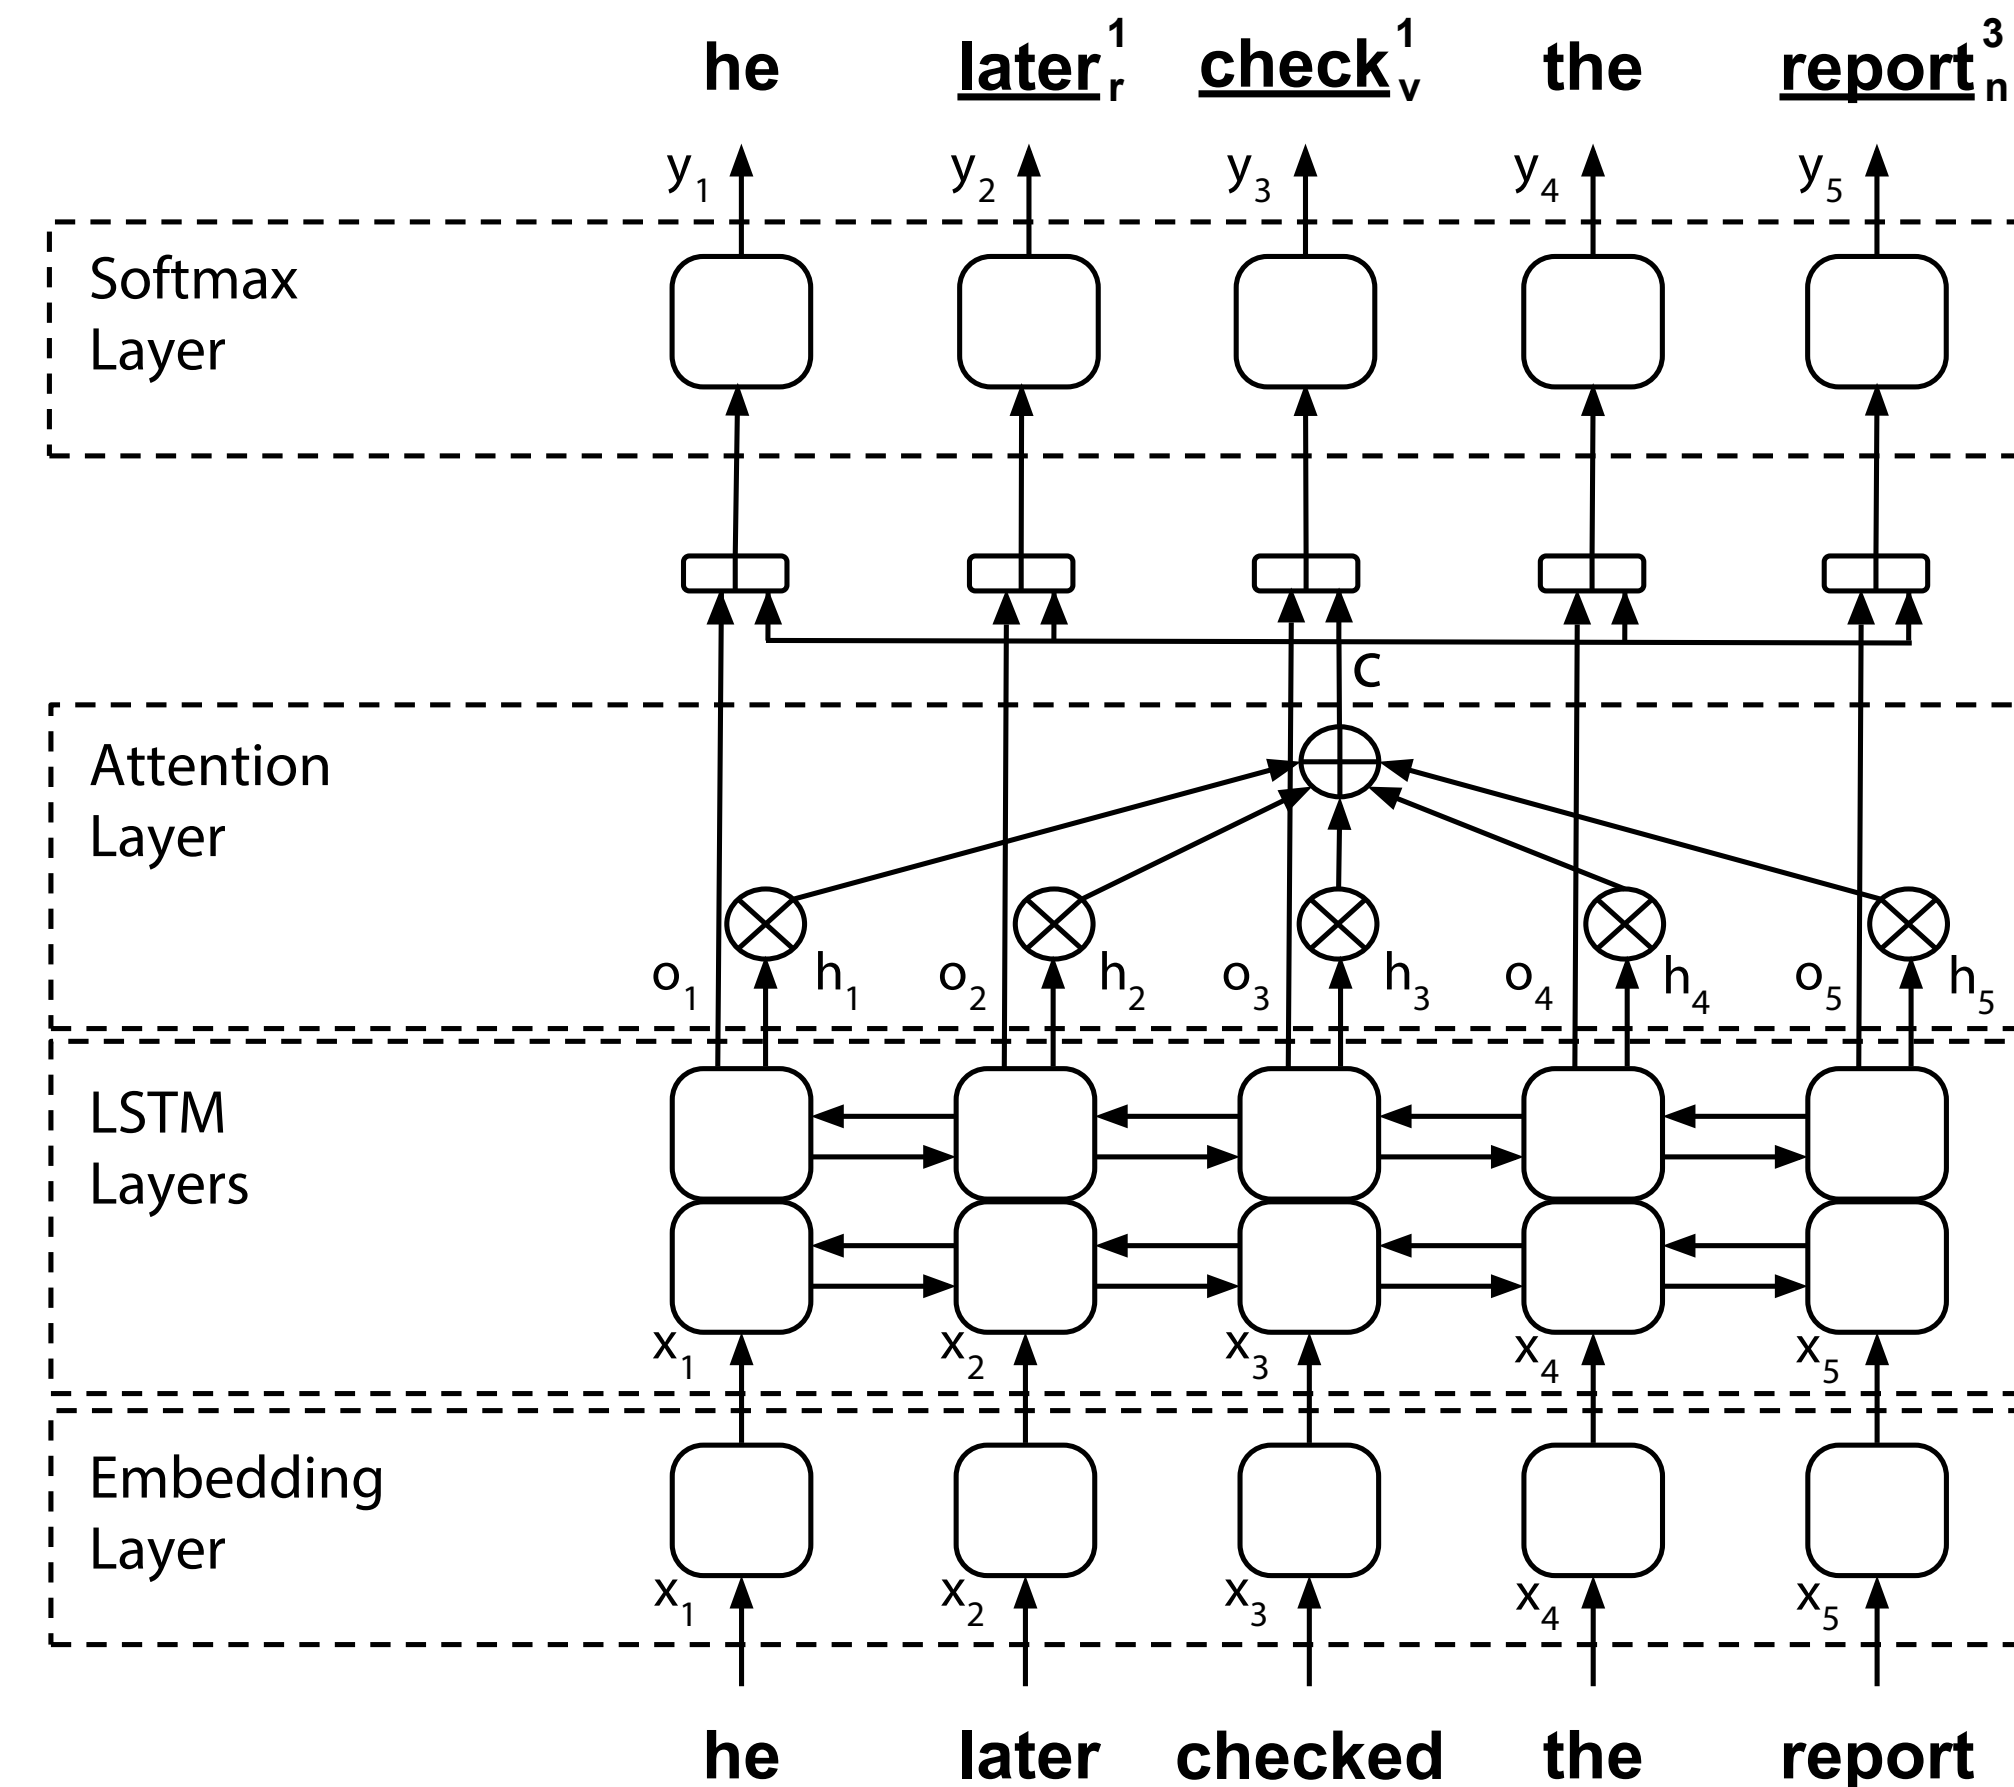 he later 1 r check 1 v the report 3 n
y1 y2 y3 y4 y5
Softmax
Layer
c
Attention
Layer
o1 h1 o2 h2 o3 h3 o4 h4 o5 h5
LSTM
Layers
x1 x2 x3 x4 x5
Embedding
Layer
x1 x2 x3 x4 x5
he later checked the report